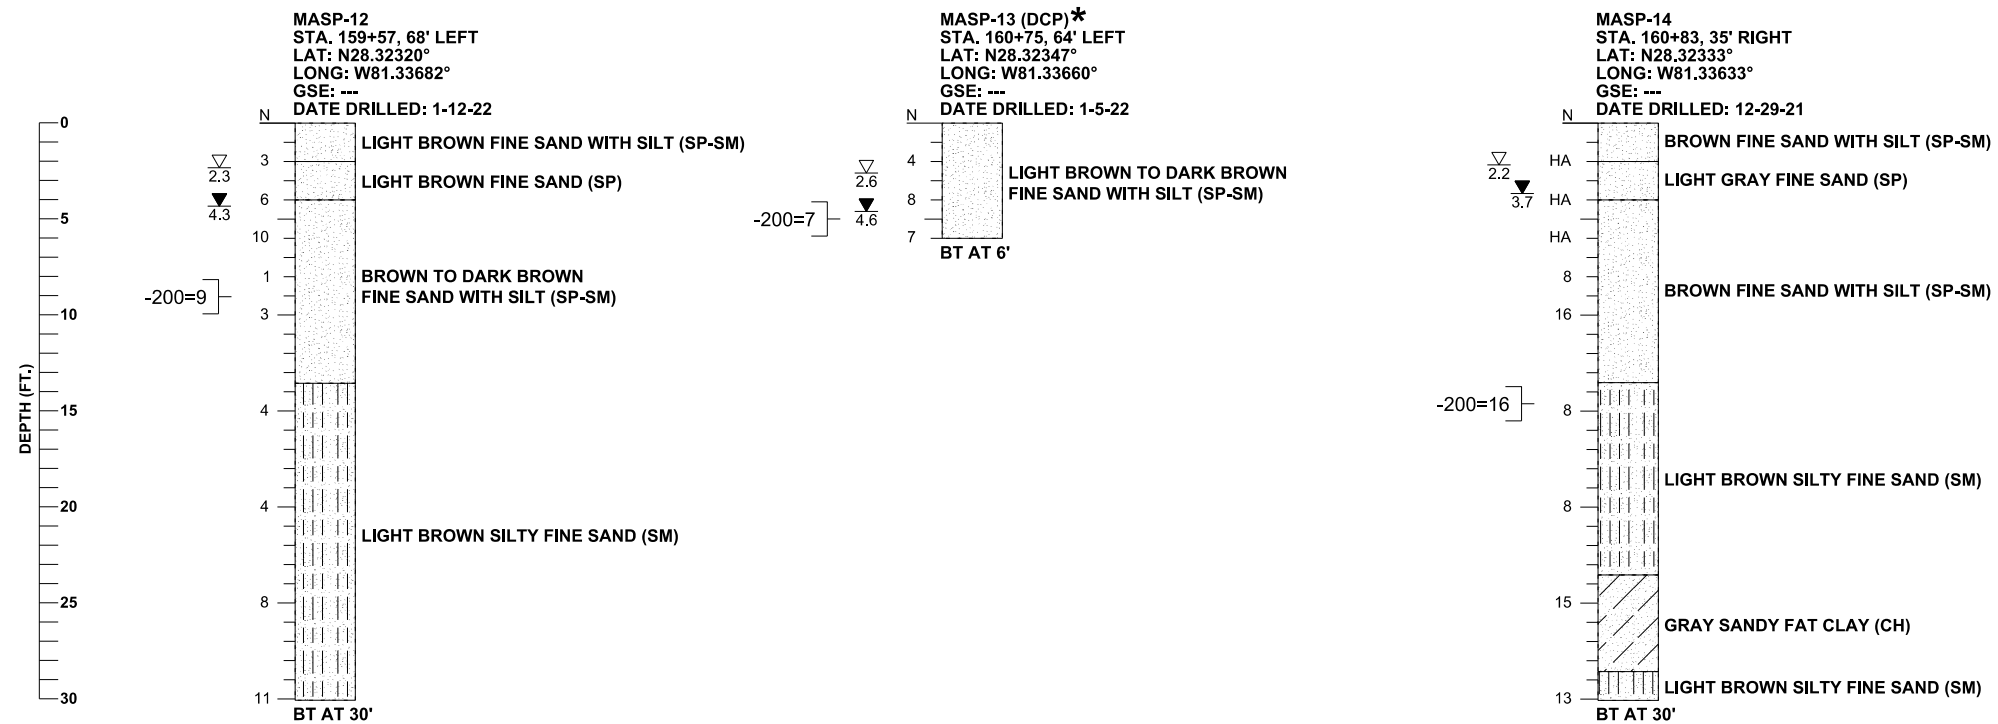 MASP-12
STA. 159+57, 68' LEFT
LAT: N28.32320°
LONG: W81.33682°
GSE: ---
DATE DRILLED: 1-12-22
MASP-13 (DCP)*
STA. 160+75, 64' LEFT
LAT: N28.32347°
LONG: W81.33660°
GSE: ---
DATE DRILLED: 1-5-22
MASP-14
STA. 160+83, 35' RIGHT
LAT: N28.32333°
LONG: W81.33633°
GSE: ---
DATE DRILLED: 12-29-21
DEPTH (FT.)
0
5
10
15
20
25
30
N
3
6
10
1
3
4
4
8
11
2.3
4.3
-200=9
LIGHT BROWN FINE SAND WITH SILT (SP-SM)
LIGHT BROWN FINE SAND (SP)
BROWN TO DARK BROWN
FINE SAND WITH SILT (SP-SM)
LIGHT BROWN SILTY FINE SAND (SM)
BT AT 30'
N
4
8
7
2.6
4.6
-200=7
LIGHT BROWN TO DARK BROWN
FINE SAND WITH SILT (SP-SM)
BT AT 6'
N
HA
HA
HA
8
16
8
8
15
13
2.2
3.7
-200=16
BROWN FINE SAND WITH SILT (SP-SM)
LIGHT GRAY FINE SAND (SP)
BROWN FINE SAND WITH SILT (SP-SM)
LIGHT BROWN SILTY FINE SAND (SM)
GRAY SANDY FAT CLAY (CH)
LIGHT BROWN SILTY FINE SAND (SM)
BT AT 30'